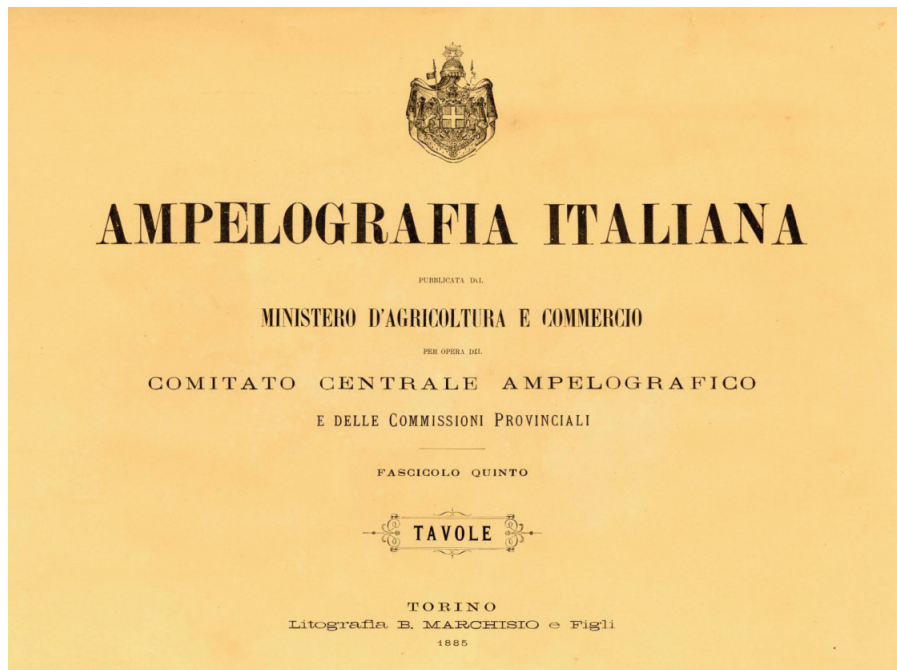 AMPELOGRAFIA ITALIANA
PUBBLICATA DAL
MINISTERO D'AGRICOLTURA E COMMERCIO
PER OPERA DEL
COMITATO CENTRALE AMPELOGRAFICO
E DELLE COMMISSIONI PROVINCIALI
FASCICOLO QUINTO
TAVOLE
TORINO
Litografia B. MARCHISIO e Figli
1885